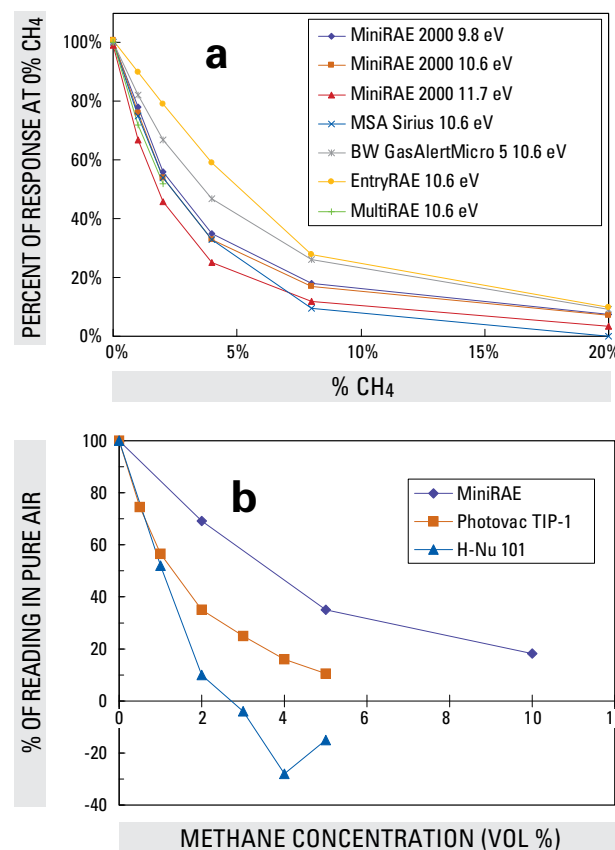 a
PERCENT OF RESPONSE AT 0% CH4
100%
80%
60%
40%
20%
0%
MiniRAE 2000 9.8 eV
MiniRAE 2000 10.6 eV
MiniRAE 2000 11.7 eV
MSA Sirius 10.6 eV
BW GasAlertMicro 5 10.6 eV
EntryRAE 10.6 eV
MultiRAE 10.6 eV
0% 5% 10% 15% 20%
% CH4
b
% OF READING IN PURE AIR
100
80
60
40
20
0
-20
-40
MiniRAE
Photovac TIP-1
H-Nu 101
0 2 4 6 8 10 1
METHANE CONCENTRATION (VOL %)